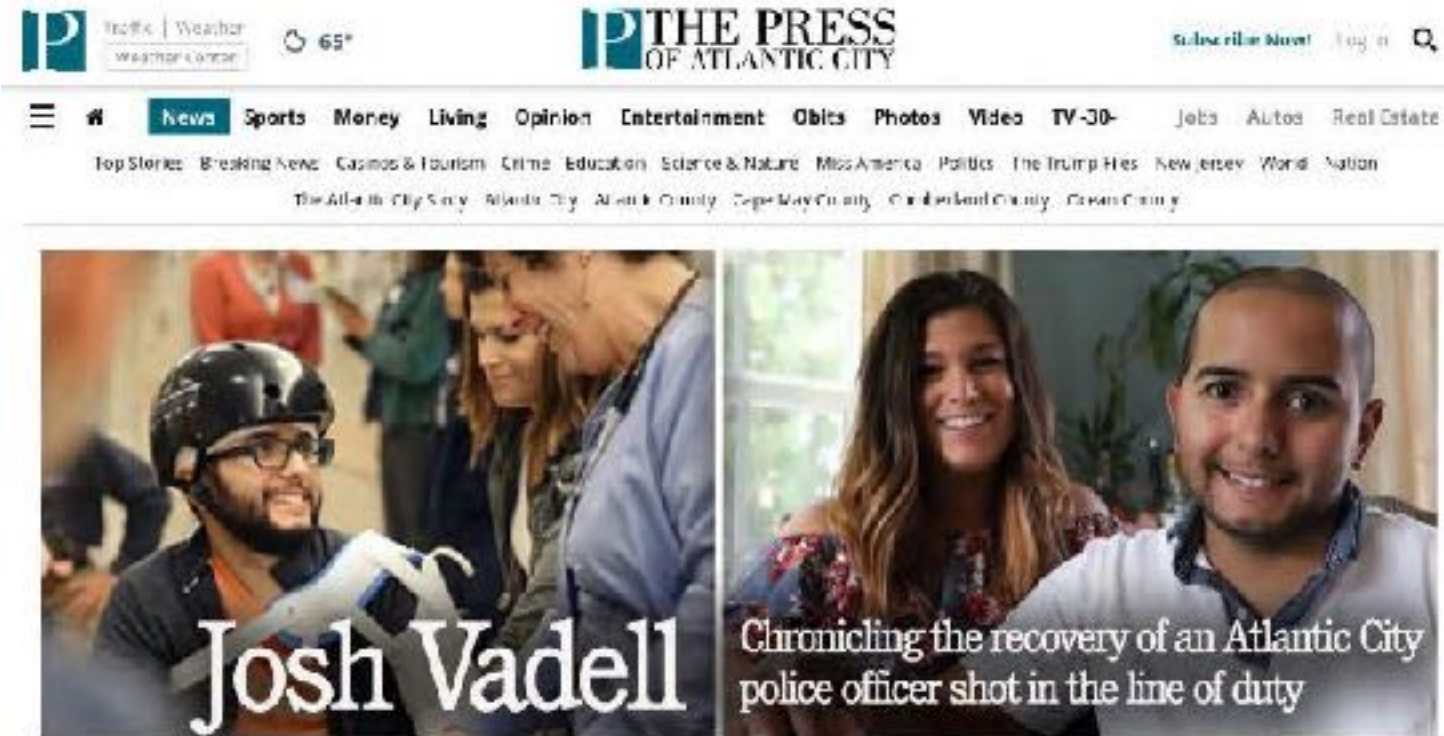 P
Traffic | Weather
Weather Center
65°
P THE PRESS
OF ATLANTIC CITY
Subscribe Now! Log In
News Sports Money Living Opinion Entertainment Obits Photos Video TV -30- Jobs Autos Real Estate
Top Stories Breaking News Casinos & Tourism Crime Education Science & Nature Miss America Politics The Trump Files New Jersey World Nation
The Atlantic City Story Atlantic City Atlantic County Cape May County Cumberland County Ocean County
Josh Vadell
Chronicling the recovery of an Atlantic City
police officer shot in the line of duty